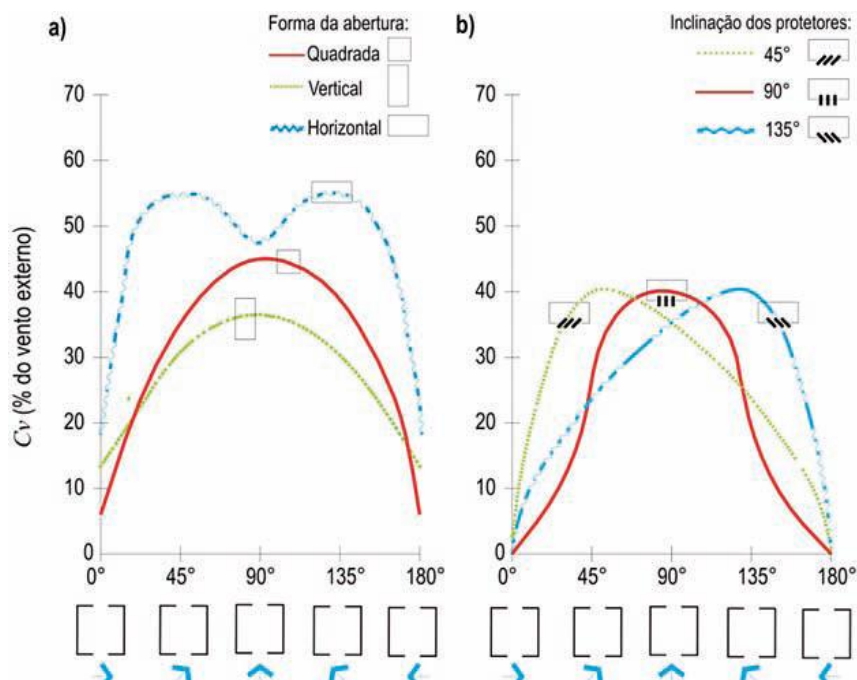 a)
Forma da abertura:
Quadrada
Vertical
Horizontal
70
60
50
40
30
20
10
0
Cv (% do vento externo)
0° 45° 90° 135° 180°
b)
Inclinação dos protetores:
45°
90°
135°
70
60
50
40
30
20
10
0
0° 45° 90° 135° 180°